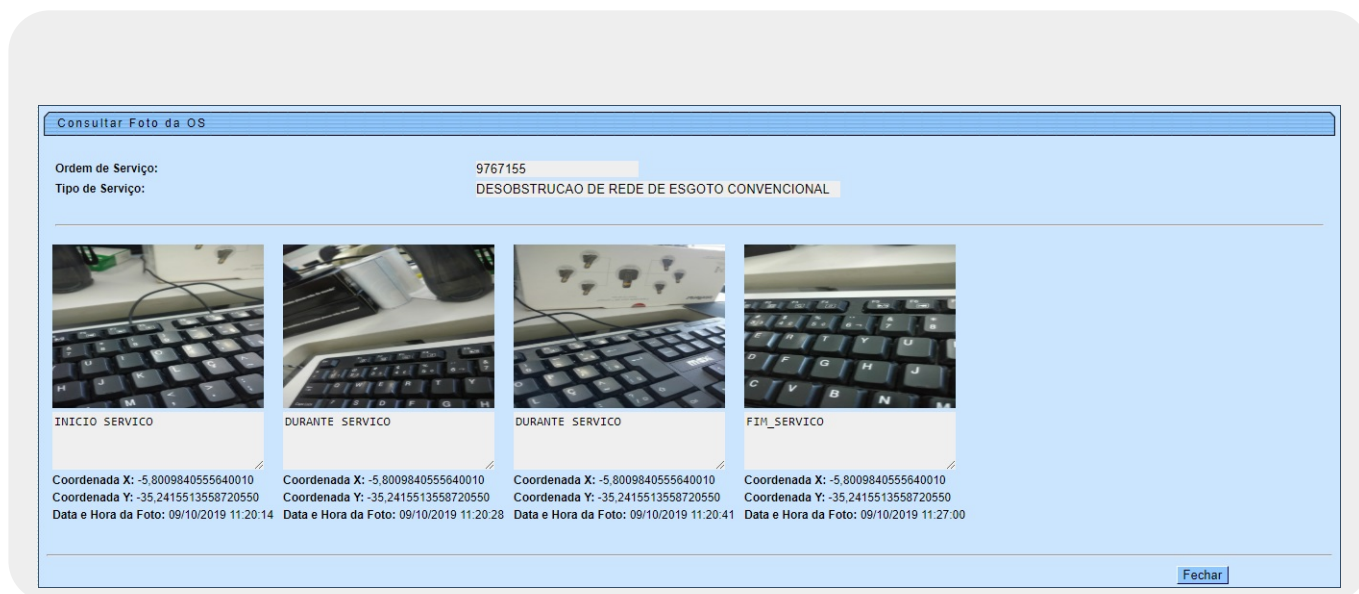 Consultar Foto da OS
Ordem de Serviço: 9767155
Tipo de Serviço: DESOBSTRUCAO DE REDE DE ESGOTO CONVENCIONAL
INICIO SERVICO
Coordenada X: -5,8009840555640010
Coordenada Y: -35,2415513558720550
Data e Hora da Foto: 09/10/2019 11:20:14
DURANTE SERVICO
Coordenada X: -5,8009840555640010
Coordenada Y: -35,2415513558720550
Data e Hora da Foto: 09/10/2019 11:20:28
DURANTE SERVICO
Coordenada X: -5,8009840555640010
Coordenada Y: -35,2415513558720550
Data e Hora da Foto: 09/10/2019 11:20:41
FIM_SERVICO
Coordenada X: -5,8009840555640010
Coordenada Y: -35,2415513558720550
Data e Hora da Foto: 09/10/2019 11:27:00
Fechar